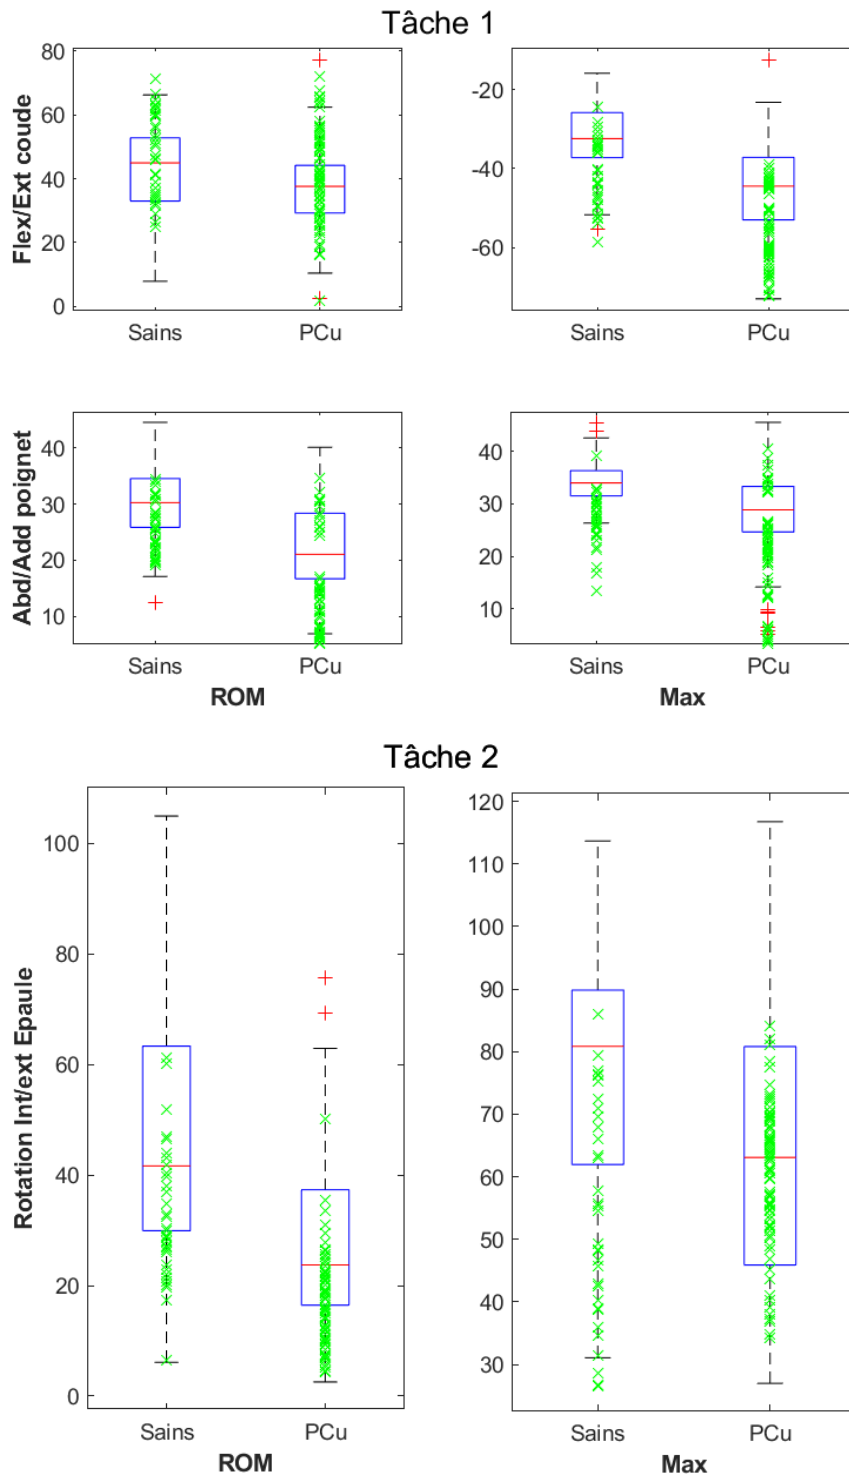 Tâche 1
Flex/Ext coude
80
60
40
20
0
Sains
PCu
-20
-40
-60
Sains
PCu
Abd/Add poignet
40
30
20
10
Sains
PCu
ROM
40
30
20
10
Sains
PCu
Max
Tâche 2
Rotation Int/ext Epaule
100
80
60
40
20
0
Sains
PCu
ROM
120
110
100
90
80
70
60
50
40
30
Sains
PCu
Max